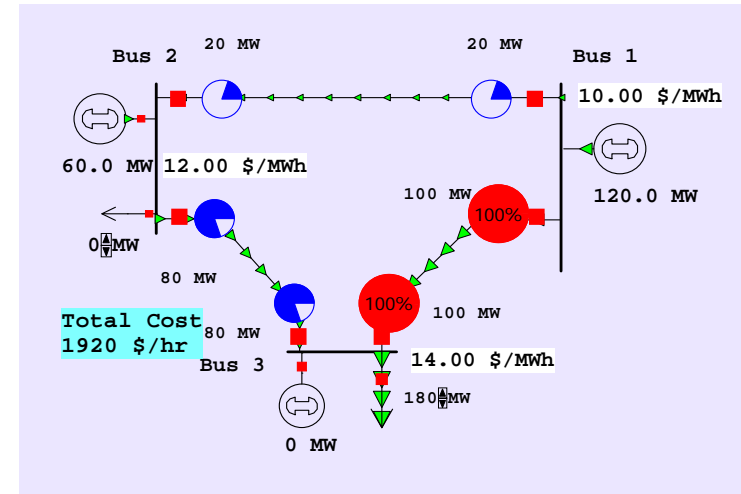 20 MW
20 MW
Bus 2
Bus 1
10.00 $/MWh
60.0 MW
12.00 $/MWh
120.0 MW
100 MW
100%
0 MW
80 MW
100%
100 MW
Total Cost
1920 $/hr
80 MW
Bus 3
14.00 $/MWh
180 MW
0 MW